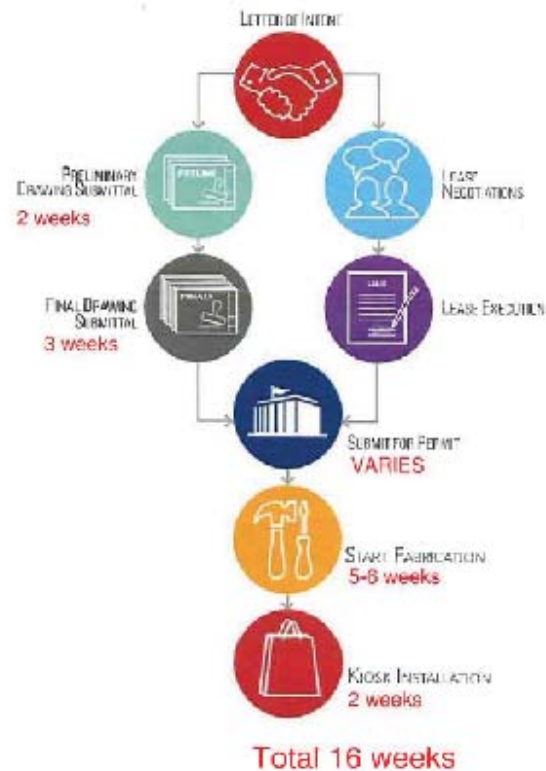 LETTER OF INTENT
PRELIMINARY
DRAWING SUBMITTAL
2 weeks
LEASE
NEGOTIATIONS
FINAL DRAWING
SUBMITTAL
3 weeks
LEASE EXECUTION
SUBMIT FOR PERMIT
VARIES
START FABRICATION
5-6 weeks
KIOSK INSTALLATION
2 weeks
Total 16 weeks